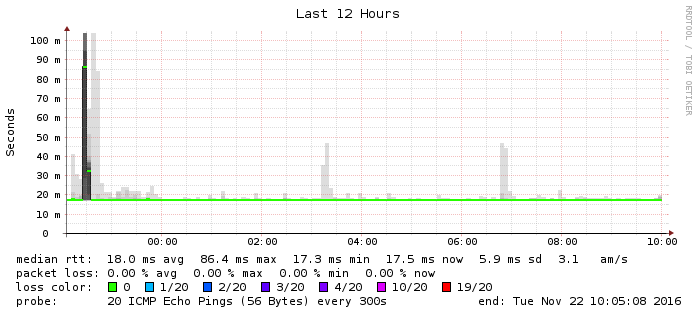 Last 12 Hours
RRDTOOL / TOBI OETIKER
Seconds
100 m
90 m
80 m
70 m
60 m
50 m
40 m
30 m
20 m
10 m
0
00:00 02:00 04:00 06:00 08:00 10:00
median rtt: 18.0 ms avg 86.4 ms max 17.3 ms min 17.5 ms now 5.9 ms sd 3.1 am/s
packet loss: 0.00 % avg 0.00 % max 0.00 % min 0.00 % now
loss color: 0 1/20 2/20 3/20 4/20 10/20 19/20
probe: 20 ICMP Echo Pings (56 Bytes) every 300s end: Tue Nov 22 10:05:08 2016